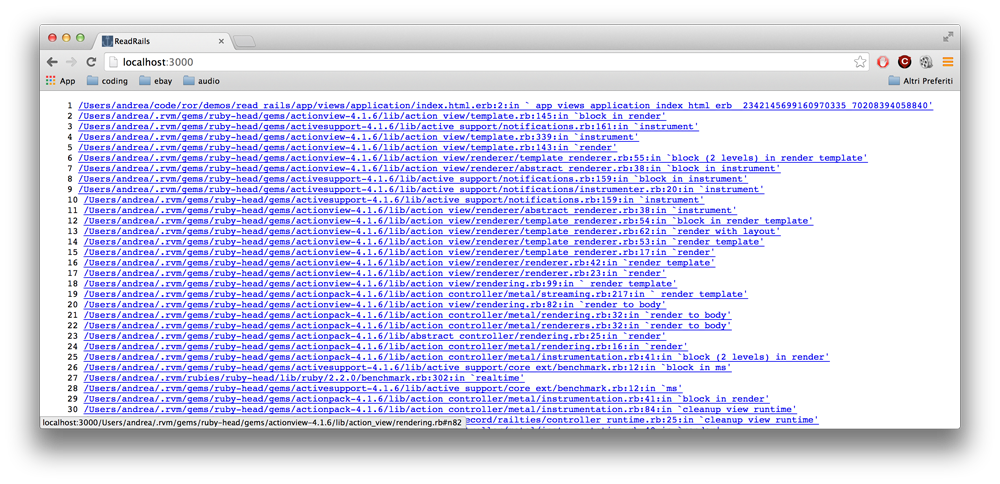 ReadRails
localhost:3000
App coding ebay audio Altri Preferiti
1 /Users/andrea/code/ror/demos/read_rails/app/views/application/index.html.erb:2:in `_app_views_application_index_html_erb__2342145699160970335_70208394058840'
2 /Users/andrea/.rvm/gems/ruby-head/gems/actionview-4.1.6/lib/action_view/template.rb:145:in `block in render'
3 /Users/andrea/.rvm/gems/ruby-head/gems/activesupport-4.1.6/lib/active_support/notifications.rb:161:in `instrument'
4 /Users/andrea/.rvm/gems/ruby-head/gems/actionview-4.1.6/lib/action_view/template.rb:339:in `instrument'
5 /Users/andrea/.rvm/gems/ruby-head/gems/actionview-4.1.6/lib/action_view/template.rb:143:in `render'
6 /Users/andrea/.rvm/gems/ruby-head/gems/actionview-4.1.6/lib/action_view/renderer/template_renderer.rb:55:in `block (2 levels) in render_template'
7 /Users/andrea/.rvm/gems/ruby-head/gems/actionview-4.1.6/lib/action_view/renderer/abstract_renderer.rb:38:in `block in instrument'
8 /Users/andrea/.rvm/gems/ruby-head/gems/activesupport-4.1.6/lib/active_support/notifications.rb:159:in `block in instrument'
9 /Users/andrea/.rvm/gems/ruby-head/gems/activesupport-4.1.6/lib/active_support/notifications/instrumenter.rb:20:in `instrument'
10 /Users/andrea/.rvm/gems/ruby-head/gems/activesupport-4.1.6/lib/active_support/notifications.rb:159:in `instrument'
11 /Users/andrea/.rvm/gems/ruby-head/gems/actionview-4.1.6/lib/action_view/renderer/abstract_renderer.rb:38:in `instrument'
12 /Users/andrea/.rvm/gems/ruby-head/gems/actionview-4.1.6/lib/action_view/renderer/template_renderer.rb:54:in `block in render_template'
13 /Users/andrea/.rvm/gems/ruby-head/gems/actionview-4.1.6/lib/action_view/renderer/template_renderer.rb:62:in `render_with_layout'
14 /Users/andrea/.rvm/gems/ruby-head/gems/actionview-4.1.6/lib/action_view/renderer/template_renderer.rb:53:in `render_template'
15 /Users/andrea/.rvm/gems/ruby-head/gems/actionview-4.1.6/lib/action_view/renderer/template_renderer.rb:17:in `render'
16 /Users/andrea/.rvm/gems/ruby-head/gems/actionview-4.1.6/lib/action_view/renderer/renderer.rb:42:in `render_template'
17 /Users/andrea/.rvm/gems/ruby-head/gems/actionview-4.1.6/lib/action_view/renderer/renderer.rb:23:in `render'
18 /Users/andrea/.rvm/gems/ruby-head/gems/actionview-4.1.6/lib/action_view/rendering.rb:99:in `_render_template'
19 /Users/andrea/.rvm/gems/ruby-head/gems/actionpack-4.1.6/lib/action_controller/metal/streaming.rb:217:in `_render_template'
20 /Users/andrea/.rvm/gems/ruby-head/gems/actionview-4.1.6/lib/action_view/rendering.rb:82:in `render_to_body'
21 /Users/andrea/.rvm/gems/ruby-head/gems/actionpack-4.1.6/lib/action_controller/metal/rendering.rb:32:in `render_to_body'
22 /Users/andrea/.rvm/gems/ruby-head/gems/actionpack-4.1.6/lib/action_controller/metal/renderers.rb:32:in `render_to_body'
23 /Users/andrea/.rvm/gems/ruby-head/gems/actionpack-4.1.6/lib/abstract_controller/rendering.rb:25:in `render'
24 /Users/andrea/.rvm/gems/ruby-head/gems/actionpack-4.1.6/lib/action_controller/metal/rendering.rb:16:in `render'
25 /Users/andrea/.rvm/gems/ruby-head/gems/actionpack-4.1.6/lib/action_controller/metal/instrumentation.rb:41:in `block (2 levels) in render'
26 /Users/andrea/.rvm/gems/ruby-head/gems/activesupport-4.1.6/lib/active_support/core_ext/benchmark.rb:12:in `block in ms'
27 /Users/andrea/.rvm/rubies/ruby-head/lib/ruby/2.2.0/benchmark.rb:302:in `realtime'
28 /Users/andrea/.rvm/gems/ruby-head/gems/activesupport-4.1.6/lib/active_support/core_ext/benchmark.rb:12:in `ms'
29 /Users/andrea/.rvm/gems/ruby-head/gems/actionpack-4.1.6/lib/action_controller/metal/instrumentation.rb:41:in `block in render'
30 /Users/andrea/.rvm/gems/ruby-head/gems/actionpack-4.1.6/lib/action_controller/metal/instrumentation.rb:84:in `cleanup_view_runtime'
ecord/railties/controller_runtime.rb:25:in `cleanup_view_runtime'
localhost:3000/Users/andrea/.rvm/gems/ruby-head/gems/actionview-4.1.6/lib/action_view/rendering.rb#n82